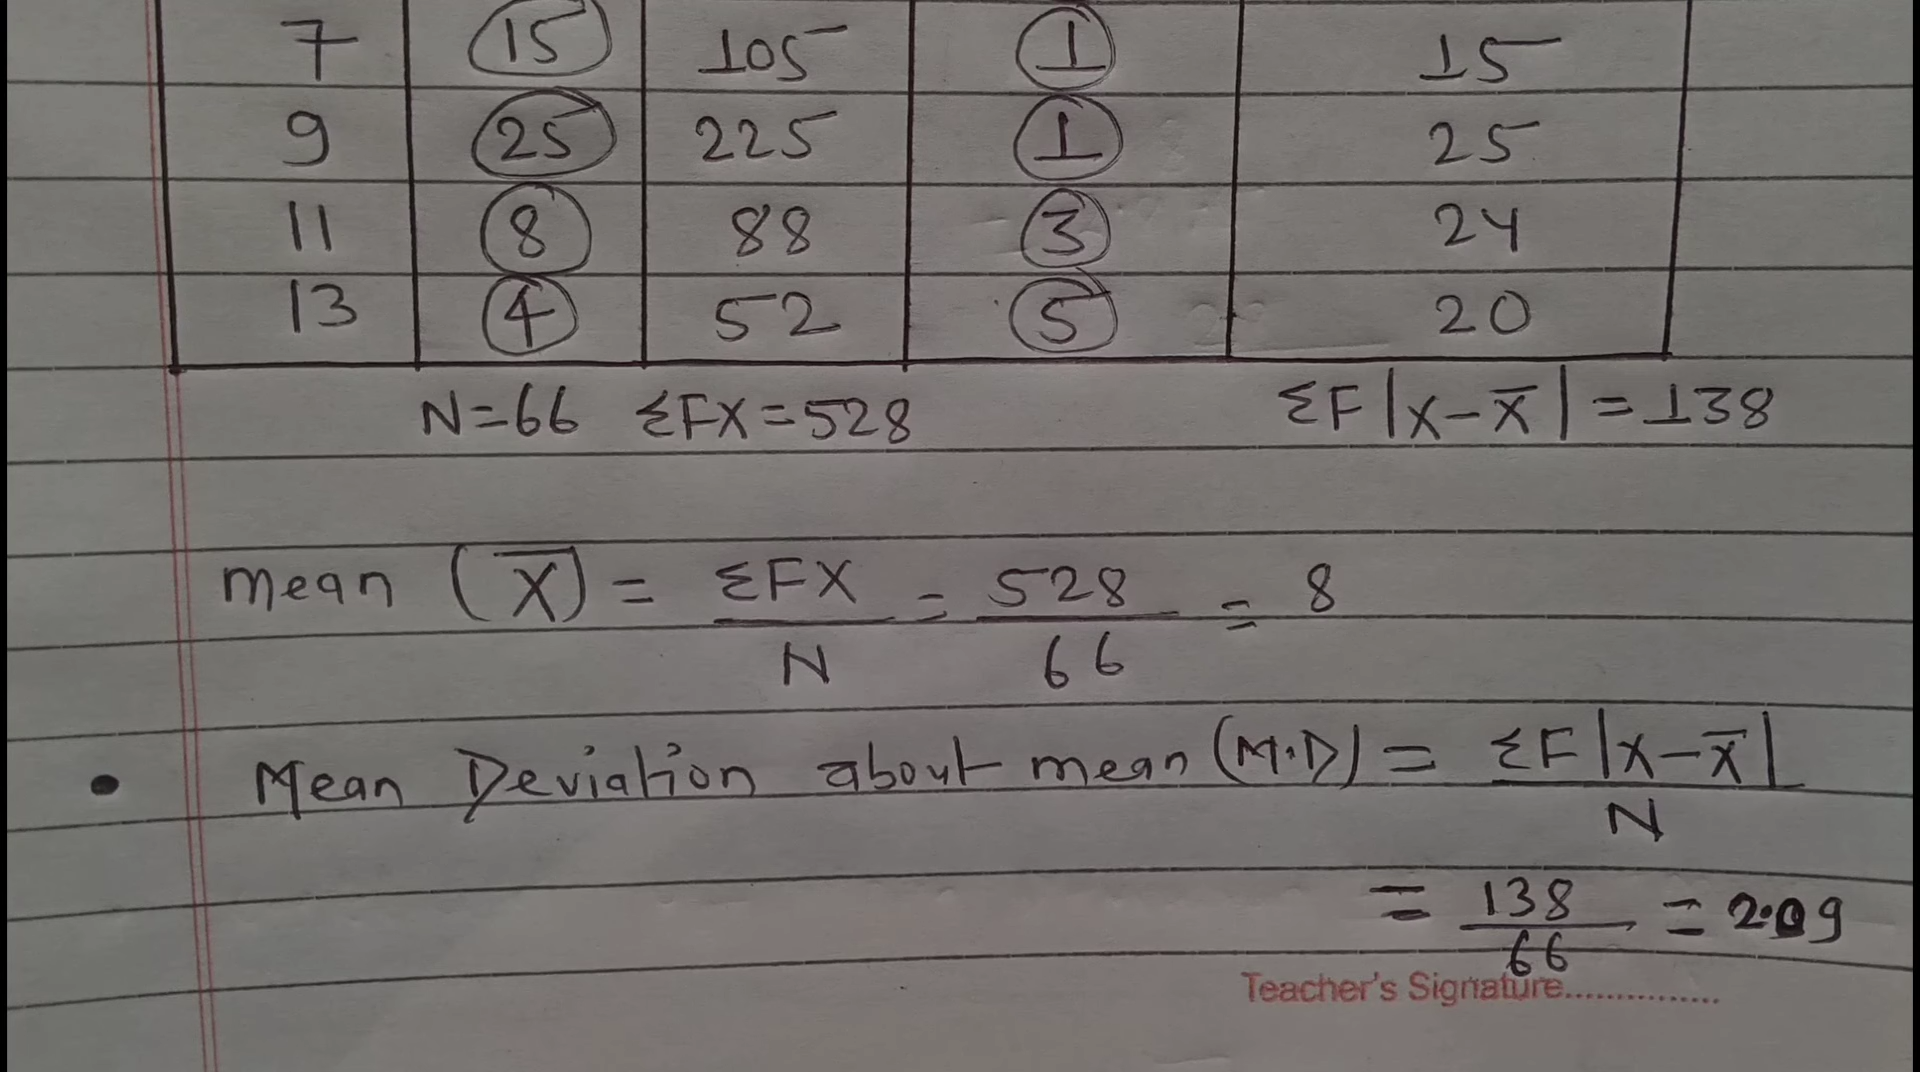 7 15 105 1 15
9 25 225 1 25
11 8 88 3 24
13 4 52 5 20
N=66 ΣFX=528 ΣF|X-X̄|=138
mean (X̄) = ΣFX/N = 528/66 = 8
• Mean Deviation about mean (M.D) = ΣF|X-X̄|/N
= 138/66 = 2.09
Teacher's Signature...............